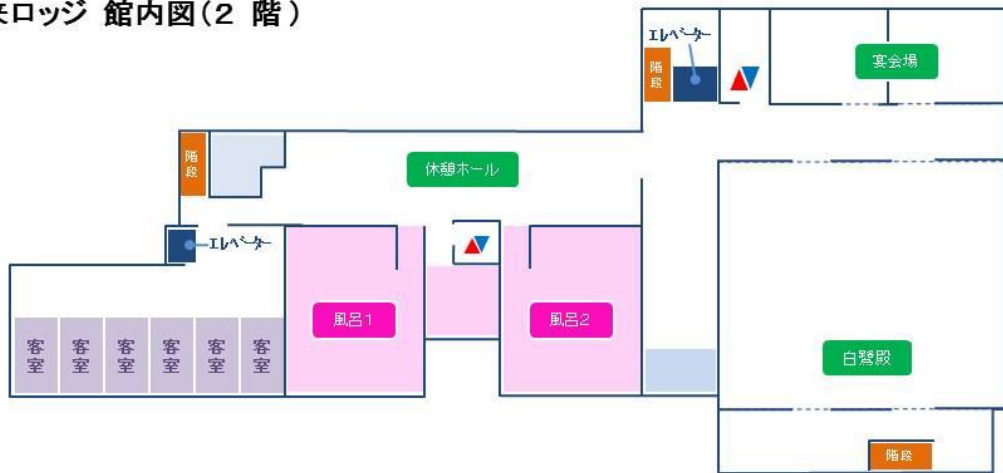 ロッジ 館内図(2 階)
エレベーター
階段
宴会場
階段
休憩ホール
エレベーター
風呂1
風呂2
客室
客室
客室
客室
客室
客室
白鷺殿
階段